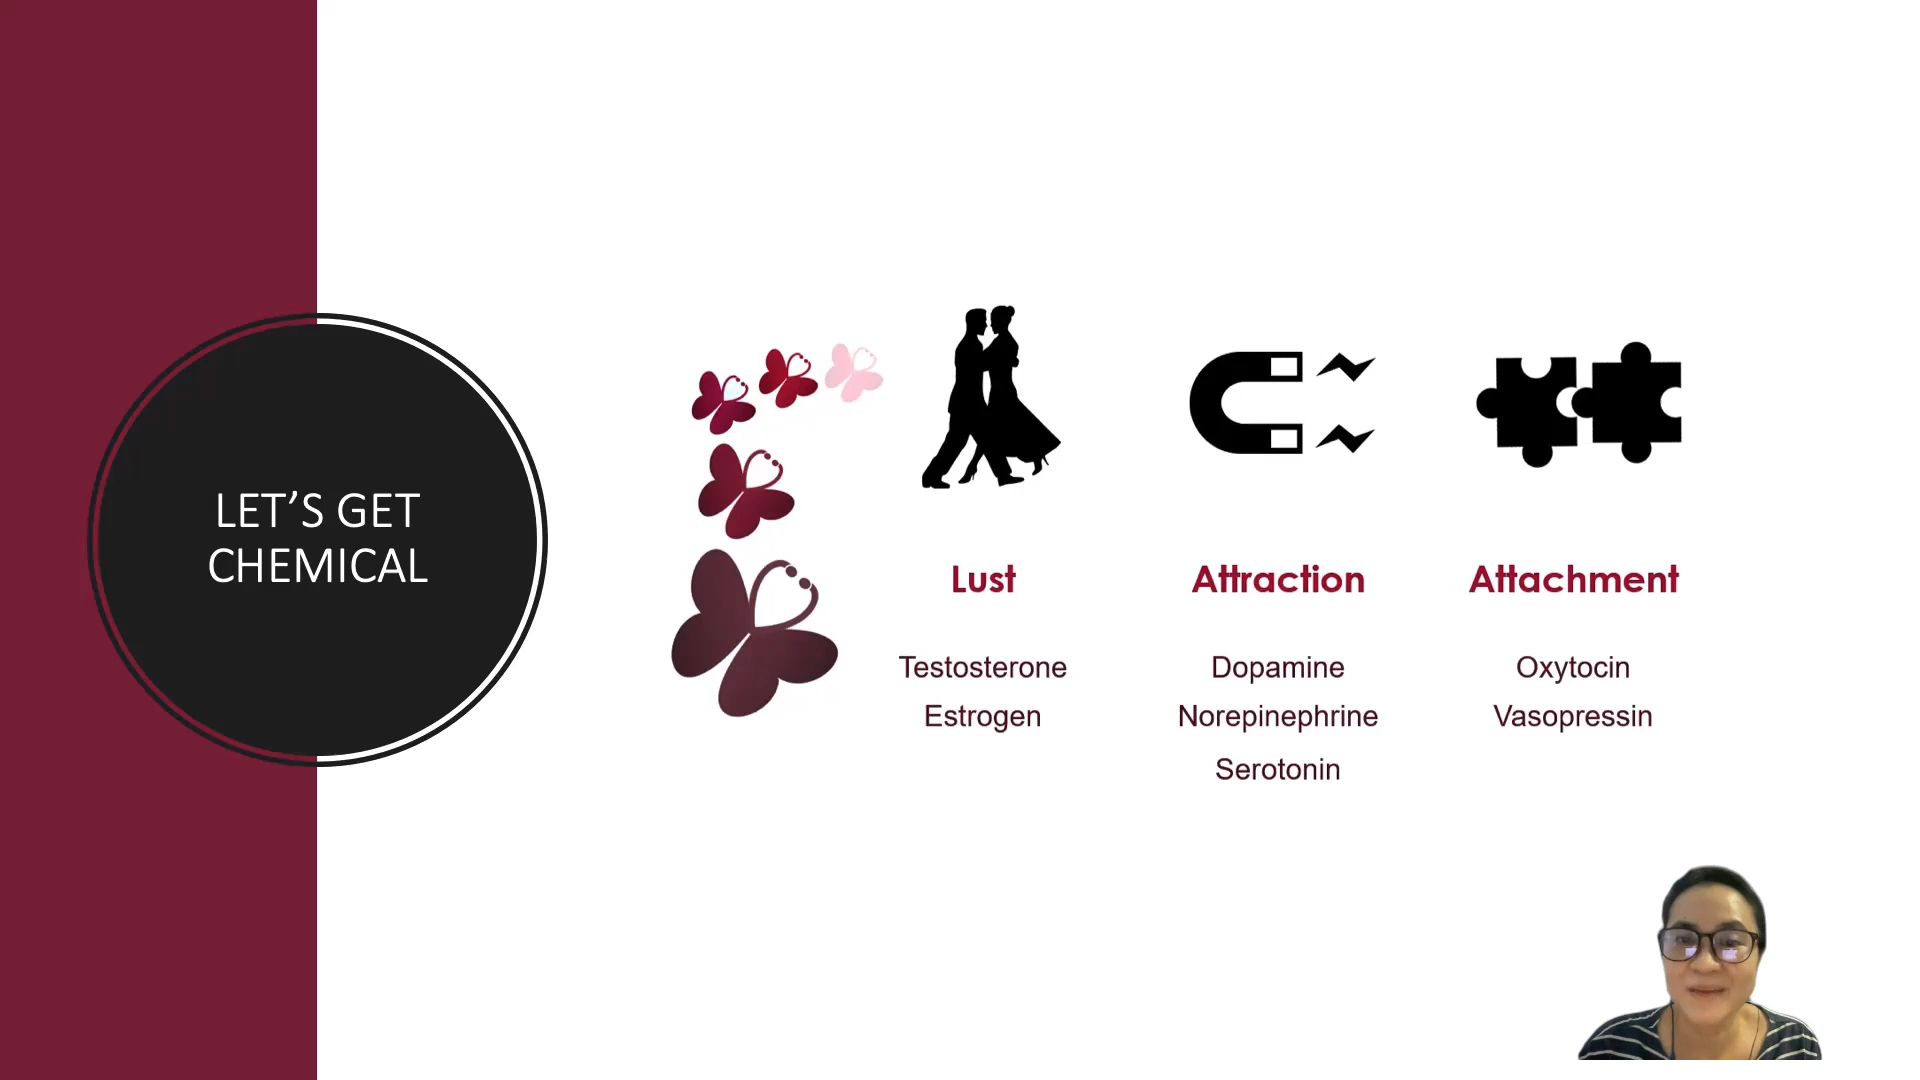 LET’S GET
CHEMICAL
Lust
Testosterone
Estrogen
Attraction
Dopamine
Norepinephrine
Serotonin
Attachment
Oxytocin
Vasopressin